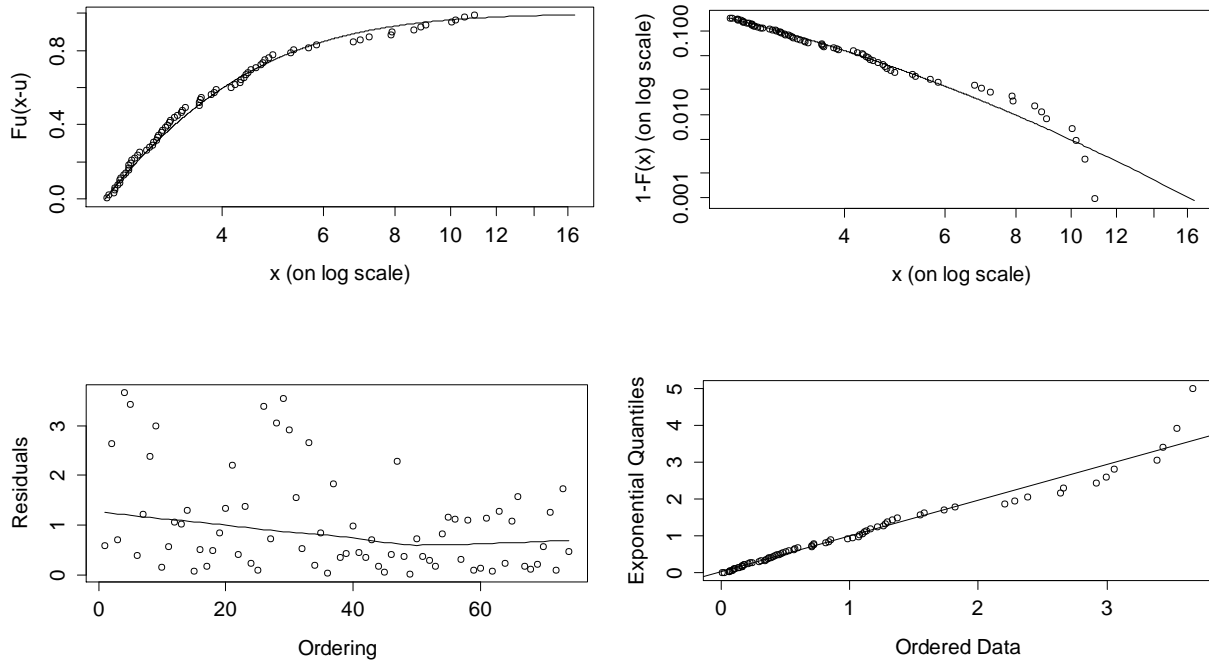 Fu(x-u)
0.0 0.4 0.8
4 6 8 10 12 16
x (on log scale)
1-F(x) (on log scale)
0.001 0.010 0.100
4 6 8 10 12 16
x (on log scale)
Residuals
0 1 2 3
0 20 40 60
Ordering
Exponential Quantiles
0 1 2 3 4 5
0 1 2 3
Ordered Data